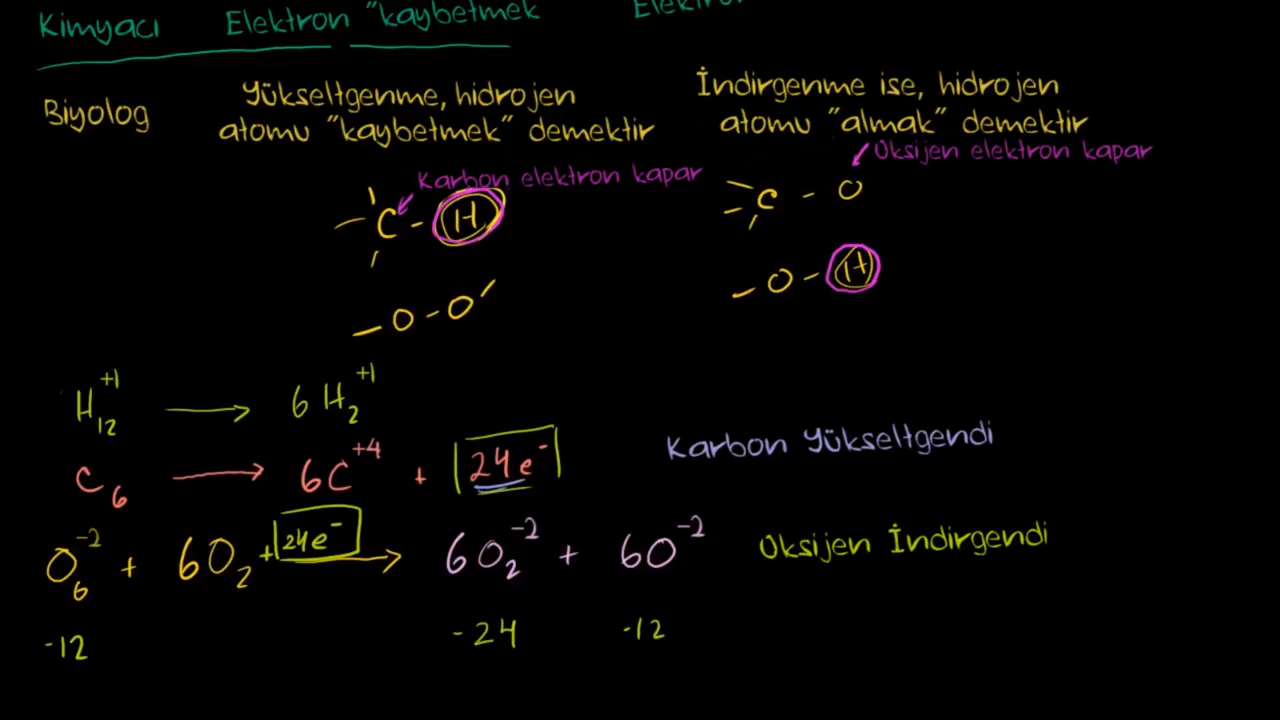 Kimyacı Elektron "kaybetmek
Biyolog
Yükseltgenme, hidrojen
atomu "kaybetmek" demektir
İndirgenme ise, hidrojen
atomu "almak" demektir
Karbon elektron kapar
Oksijen elektron kapar
C - H
C - O
- O - H
- O - O
H₁₂⁺¹ → 6H₂⁺¹
C₆ → 6C⁺⁴ + 24e⁻ Karbon Yükseltgendi
O₆⁻² + 6O₂ + 24e⁻ → 6O₂⁻² + 6O⁻² Oksijen İndirgendi
-12 -24 -12